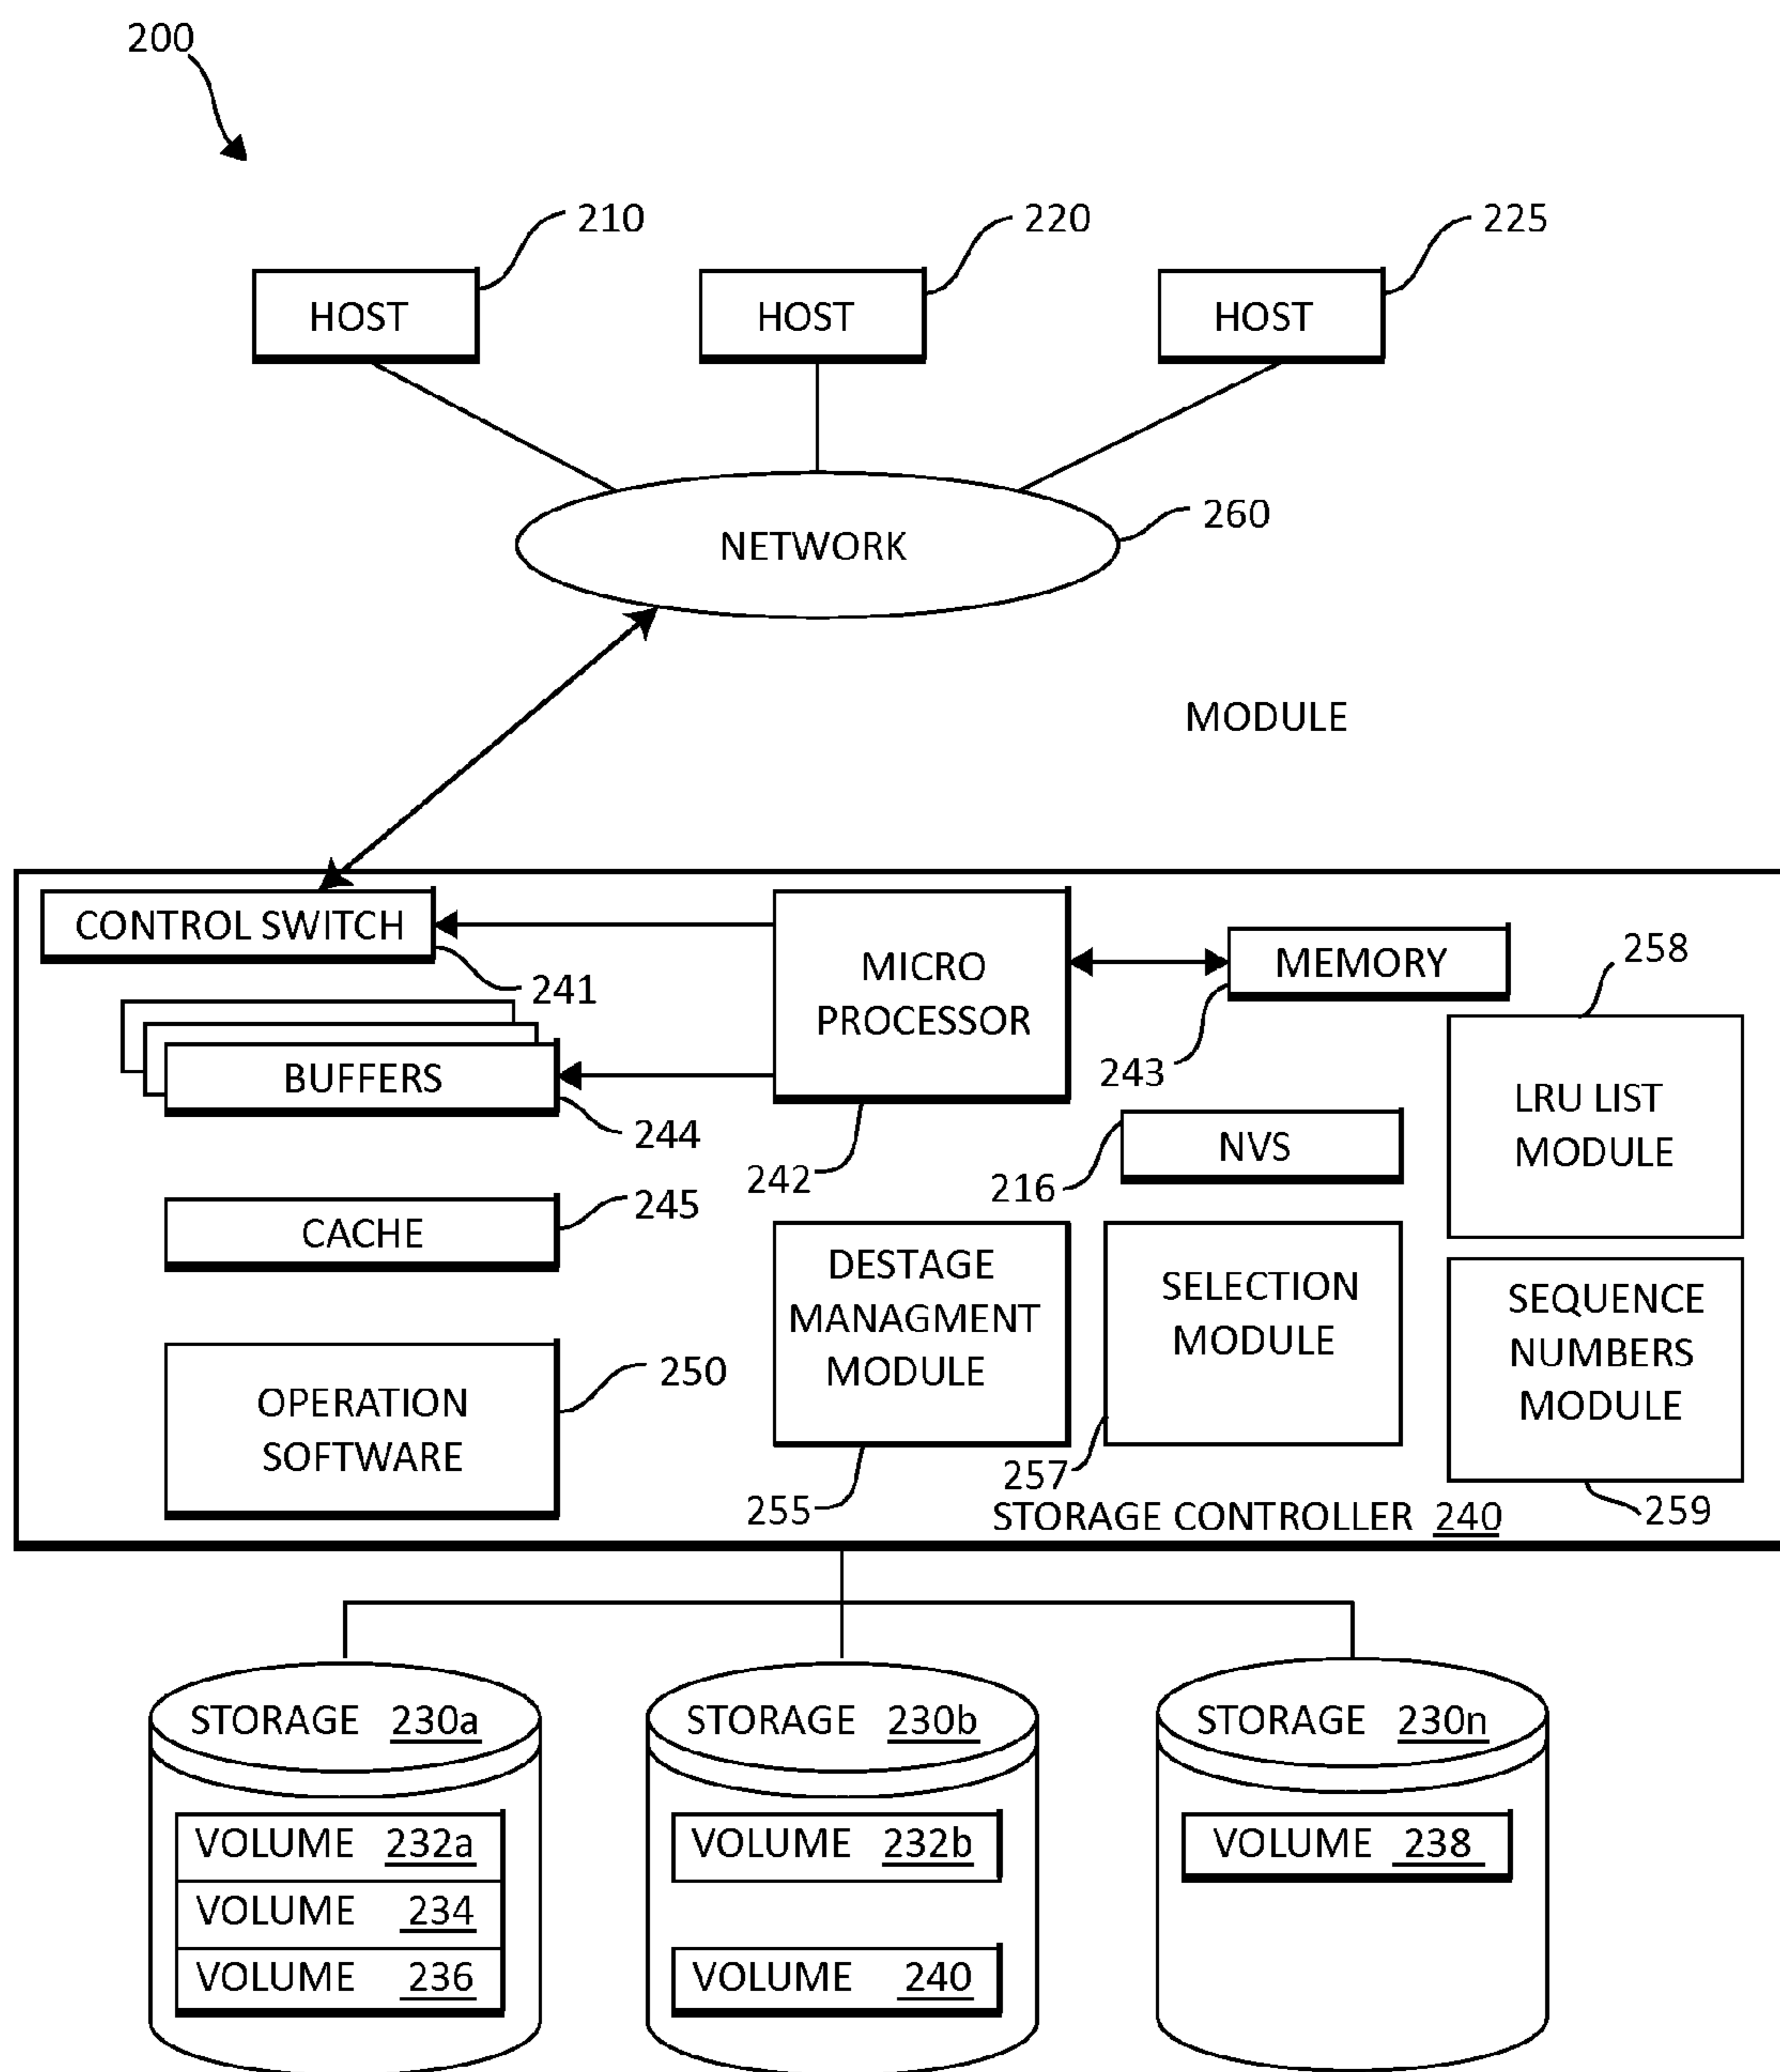 200
210
220
225
HOST
HOST
HOST
260
NETWORK
MODULE
CONTROL SWITCH
241
MICRO
PROCESSOR
242
MEMORY
243
258
LRU LIST
MODULE
BUFFERS
244
NVS
216
CACHE
245
DESTAGE
MANAGMENT
MODULE
255
SELECTION
MODULE
257
SEQUENCE
NUMBERS
MODULE
259
OPERATION
SOFTWARE
250
STORAGE CONTROLLER 240
STORAGE 230a
STORAGE 230b
STORAGE 230n
VOLUME 232a
VOLUME 234
VOLUME 236
VOLUME 232b
VOLUME 240
VOLUME 238